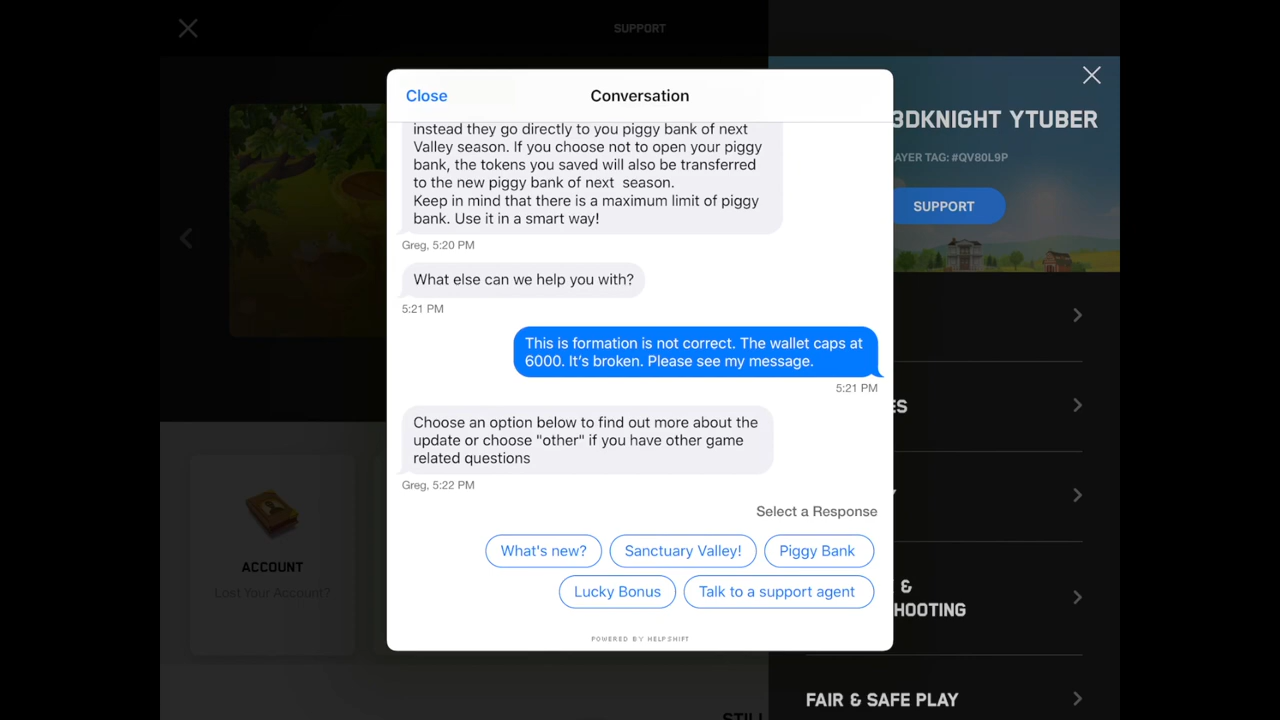 SUPPORT
Close
Conversation
instead they go directly to you piggy bank of next
Valley season. If you choose not to open your piggy
bank, the tokens you saved will also be transferred
to the new piggy bank of next season.
Keep in mind that there is a maximum limit of piggy
bank. Use it in a smart way!
Greg, 5:20 PM
What else can we help you with?
5:21 PM
This is formation is not correct. The wallet caps at
6000. It’s broken. Please see my message.
5:21 PM
Choose an option below to find out more about the
update or choose "other" if you have other game
related questions
Greg, 5:22 PM
Select a Response
What's new?
Sanctuary Valley!
Piggy Bank
Lucky Bonus
Talk to a support agent
POWERED BY HELPSHIFT
3DKNIGHT YTUBER
AYER TAG: #QV80L9P
SUPPORT
ES
&
HOOTING
FAIR & SAFE PLAY
ACCOUNT
Lost Your Account?
STILL